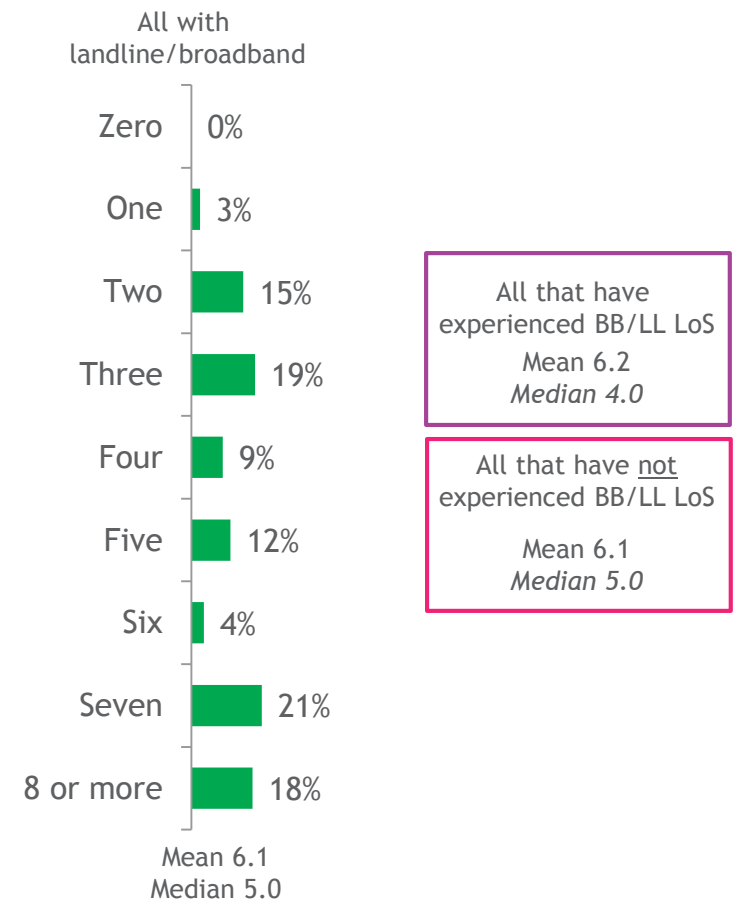 All with
landline/broadband
Zero 0%
One 3%
Two 15%
Three 19%
Four 9%
Five 12%
Six 4%
Seven 21%
8 or more 18%
Mean 6.1
Median 5.0
All that have
experienced BB/LL LoS
Mean 6.2
Median 4.0
All that have not
experienced BB/LL LoS
Mean 6.1
Median 5.0